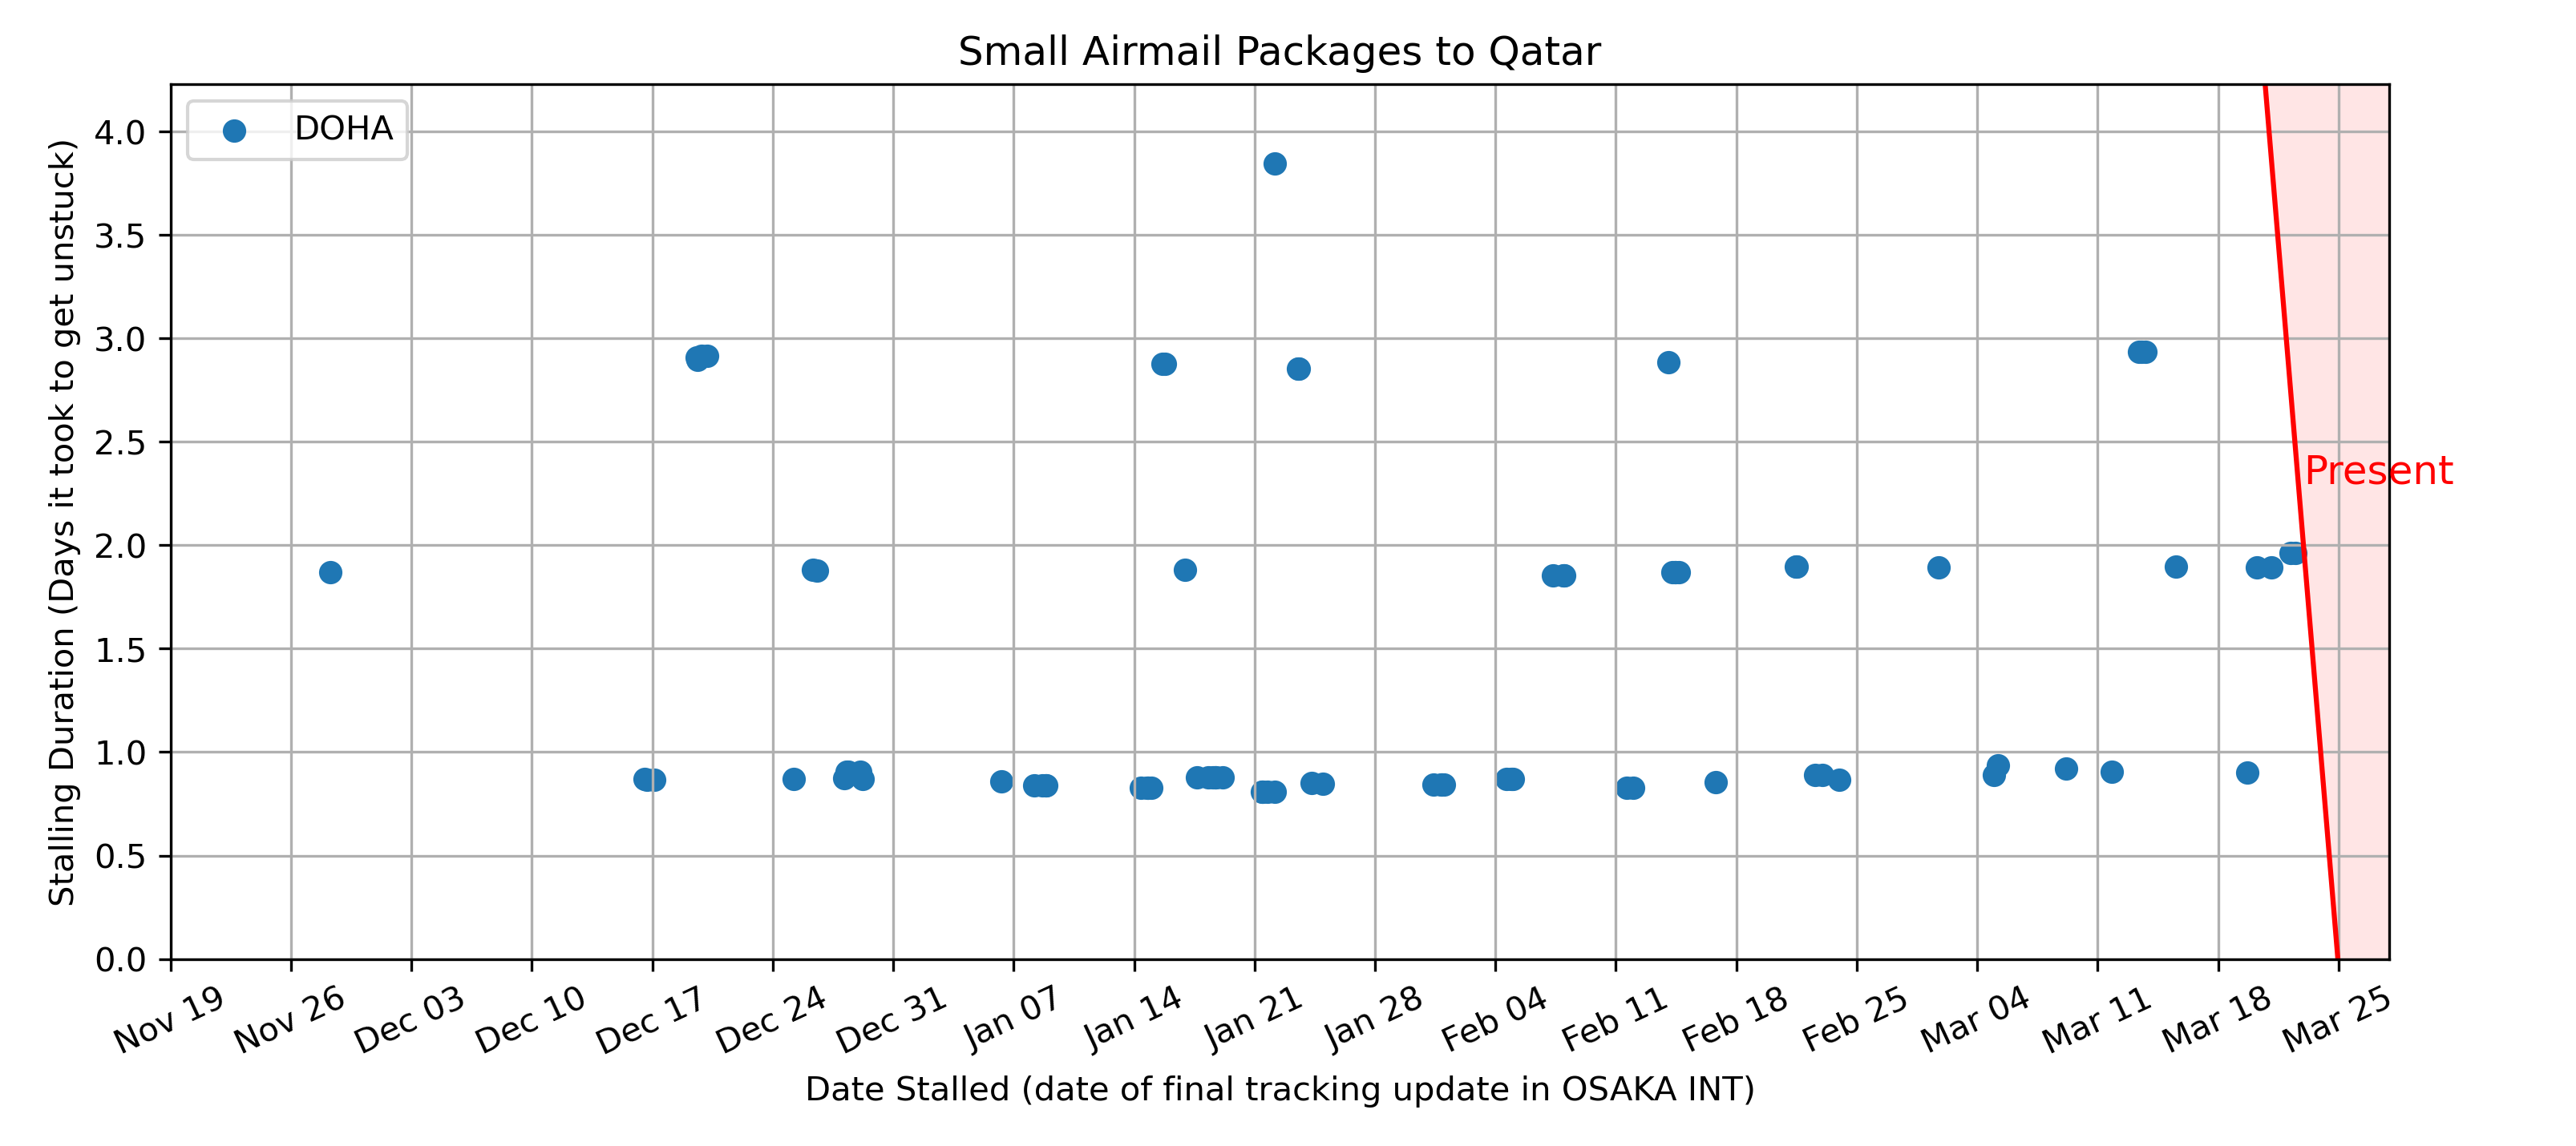 Small Airmail Packages to Qatar
DOHA
Stalling Duration (Days it took to get unstuck)
4.0
3.5
3.0
2.5
2.0
1.5
1.0
0.5
0.0
Present
Nov 19 Nov 26 Dec 03 Dec 10 Dec 17 Dec 24 Dec 31 Jan 07 Jan 14 Jan 21 Jan 28 Feb 04 Feb 11 Feb 18 Feb 25 Mar 04 Mar 11 Mar 18 Mar 25
Date Stalled (date of final tracking update in OSAKA INT)